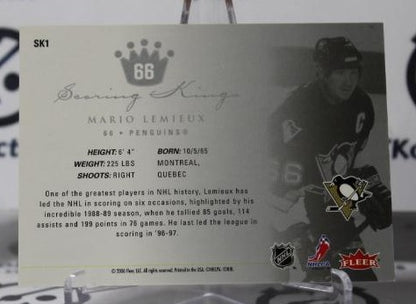 SK1
66
Scoring King
MARIO LEMIEUX
66 • PENGUINS®
HEIGHT: 6' 4" BORN: 10/5/65
WEIGHT: 225 LBS MONTREAL,
SHOOTS: RIGHT QUEBEC
One of the greatest players in NHL history, Lemieux has
led the NHL in scoring on six occasions, highlighted by his
incredible 1988-89 season, when he tallied 85 goals, 114
assists and 199 points in 76 games. He last led the league in
scoring in '96-97.
NHL
NHLPA
FLEER